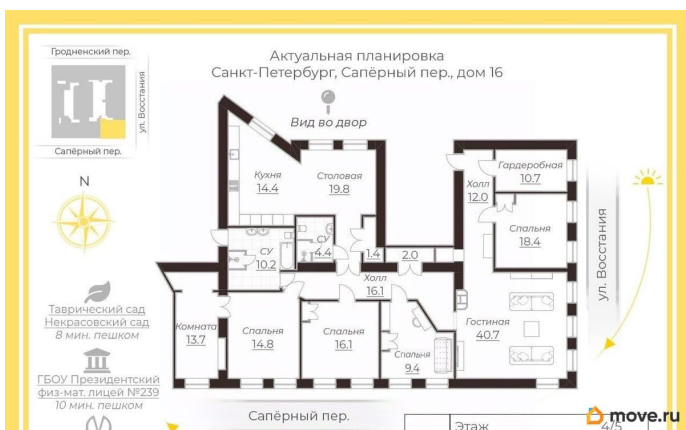 Гродненский пер.
ул. Восстания
Сапёрный пер.
Актуальная планировка
Санкт-Петербург, Сапёрный пер., дом 16
Вид во двор
N
Кухня
14.4
Столовая
19.8
Гардеробная
10.7
Холл
12.0
Спальня
18.4
СУ
10.2
СУ
4.4
1.4
2.0
Холл
16.1
Комната
13.7
Спальня
14.8
Спальня
16.1
Спальня
9.4
Гостиная
40.7
ул. Восстания
Таврический сад
Некрасовский сад
8 мин. пешком
ГБОУ Президентский
физ-мат. лицей №239
10 мин. пешком
Сапёрный пер.
Этаж
4/5
move.ru